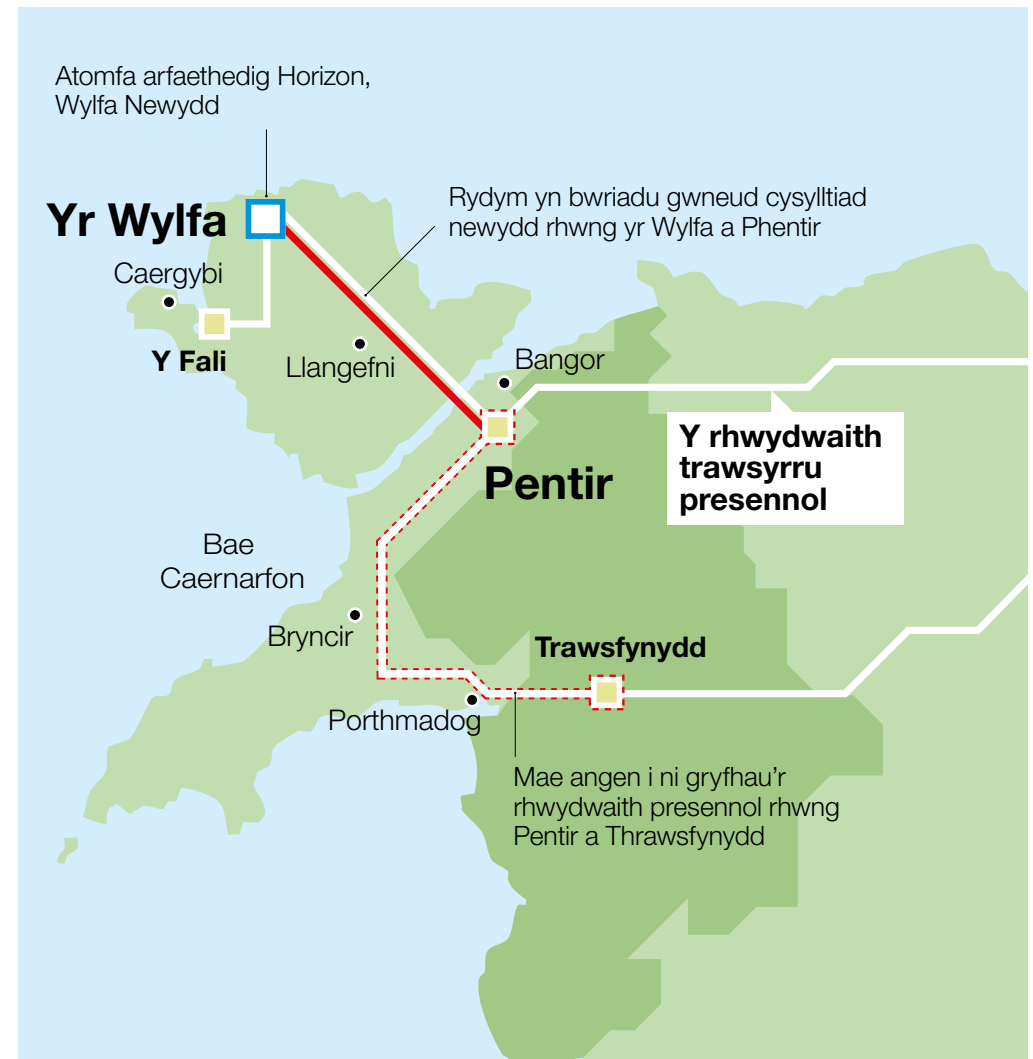 Atomfa arfaethedig Horizon,
Wylfa Newydd
Yr Wylfa
Rydym yn bwriadu gwneud cysylltiad
newydd rhwng yr Wylfa a Phentir
Caergybi
Y Fali
Llangefni
Bangor
Y rhwydwaith
trawsyrru
presennol
Pentir
Bae
Caernarfon
Bryncir
Trawsfynydd
Porthmadog
Mae angen i ni gryfhau’r
rhwydwaith presennol rhwng
Pentir a Thrawsfynydd